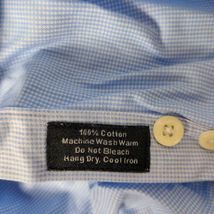 100% Cotton
Machine Wash Warm
Do Not Bleach
Hang Dry, Cool Iron